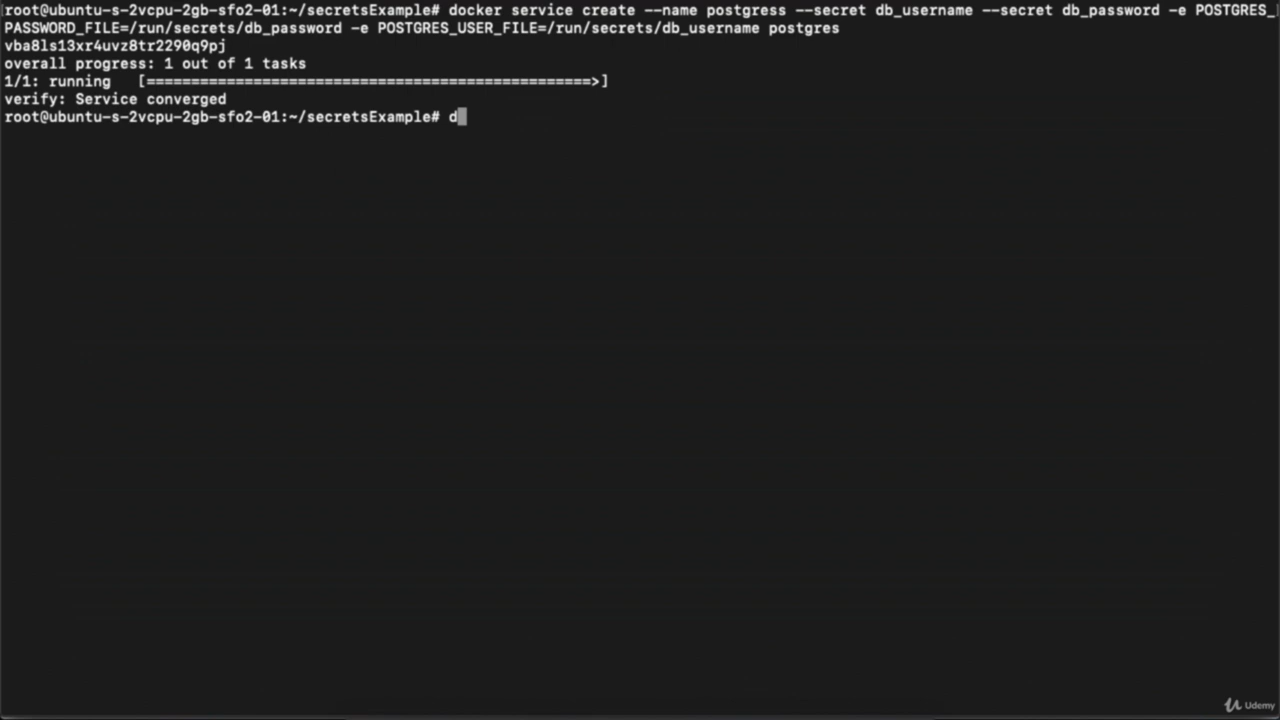 root@ubuntu-s-2vcpu-2gb-sfo2-01:~/secretsExample# docker service create --name postgress --secret db_username --secret db_password -e POSTGRES_
PASSWORD_FILE=/run/secrets/db_password -e POSTGRES_USER_FILE=/run/secrets/db_username postgres
vba8ls13xr4uvz8tr2290q9pj
overall progress: 1 out of 1 tasks
1/1: running   [==================================================>]
verify: Service converged
root@ubuntu-s-2vcpu-2gb-sfo2-01:~/secretsExample# d
Udemy